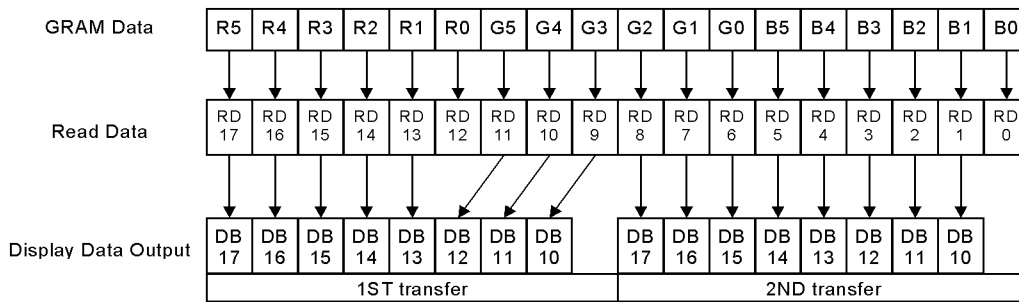 GRAM Data R5 R4 R3 R2 R1 R0 G5 G4 G3 G2 G1 G0 B5 B4 B3 B2 B1 B0
RD RD RD RD RD RD RD RD RD RD RD RD RD RD RD RD RD RD
Read Data
17 16 15 14 13 12 11 10 9 8 7 6 5 4 3 2 1 0
DB DB DB DB DB DB DB DB DB DB DB DB DB DB DB DB
Display Data Output
17 16 15 14 13 12 11 10 17 16 15 14 13 12 11 10
1ST transfer 2ND transfer